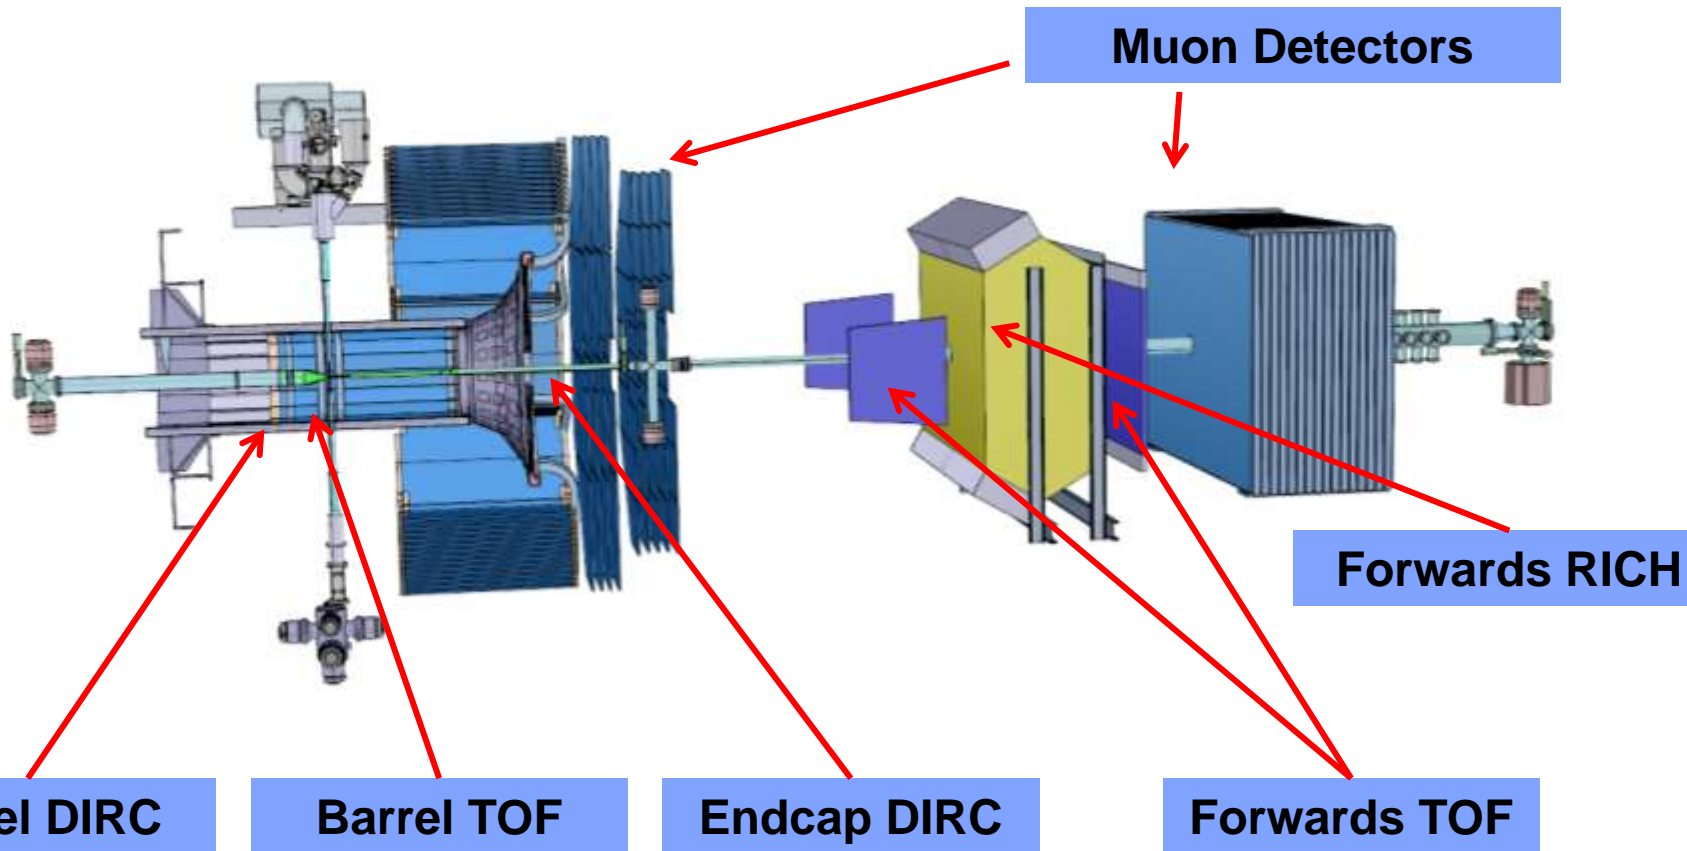 Muon Detectors
Forwards RICH
el DIRC
Barrel TOF
Endcap DIRC
Forwards TOF